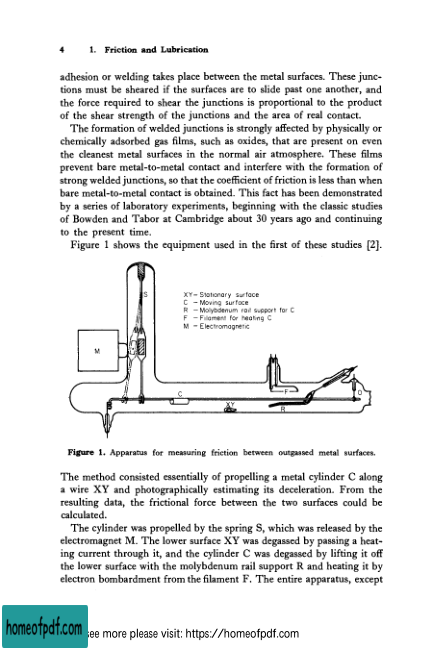 4 1. Friction and Lubrication
adhesion or welding takes place between the metal surfaces. These junc-
tions must be sheared if the surfaces are to slide past one another, and
the force required to shear the junctions is proportional to the product
of the shear strength of the junctions and the area of real contact.
The formation of welded junctions is strongly affected by physically or
chemically adsorbed gas films, such as oxides, that are present on even
the cleanest metal surfaces in the normal air atmosphere. These films
prevent bare metal-to-metal contact and interfere with the formation of
strong welded junctions, so that the coefficient of friction is less than when
bare metal-to-metal contact is obtained. This fact has been demonstrated
by a series of laboratory experiments, beginning with the classic studies
of Bowden and Tabor at Cambridge about 30 years ago and continuing
to the present time.
Figure 1 shows the equipment used in the first of these studies [2].
S
XY – Stationary surface
C – Moving surface
R – Molybdenum rail support for C
F – Filament for heating C
M – Electromagnetic
M
C
XY
F
R
D
Figure 1. Apparatus for measuring friction between outgassed metal surfaces.
The method consisted essentially of propelling a metal cylinder C along
a wire XY and photographically estimating its deceleration. From the
resulting data, the frictional force between the two surfaces could be
calculated.
The cylinder was propelled by the spring S, which was released by the
electromagnet M. The lower surface XY was degassed by passing a heat-
ing current through it, and the cylinder C was degassed by lifting it off
the lower surface with the molybdenum rail support R and heating it by
electron bombardment from the filament F. The entire apparatus, except
homeofpdf.com
see more please visit: https://homeofpdf.com